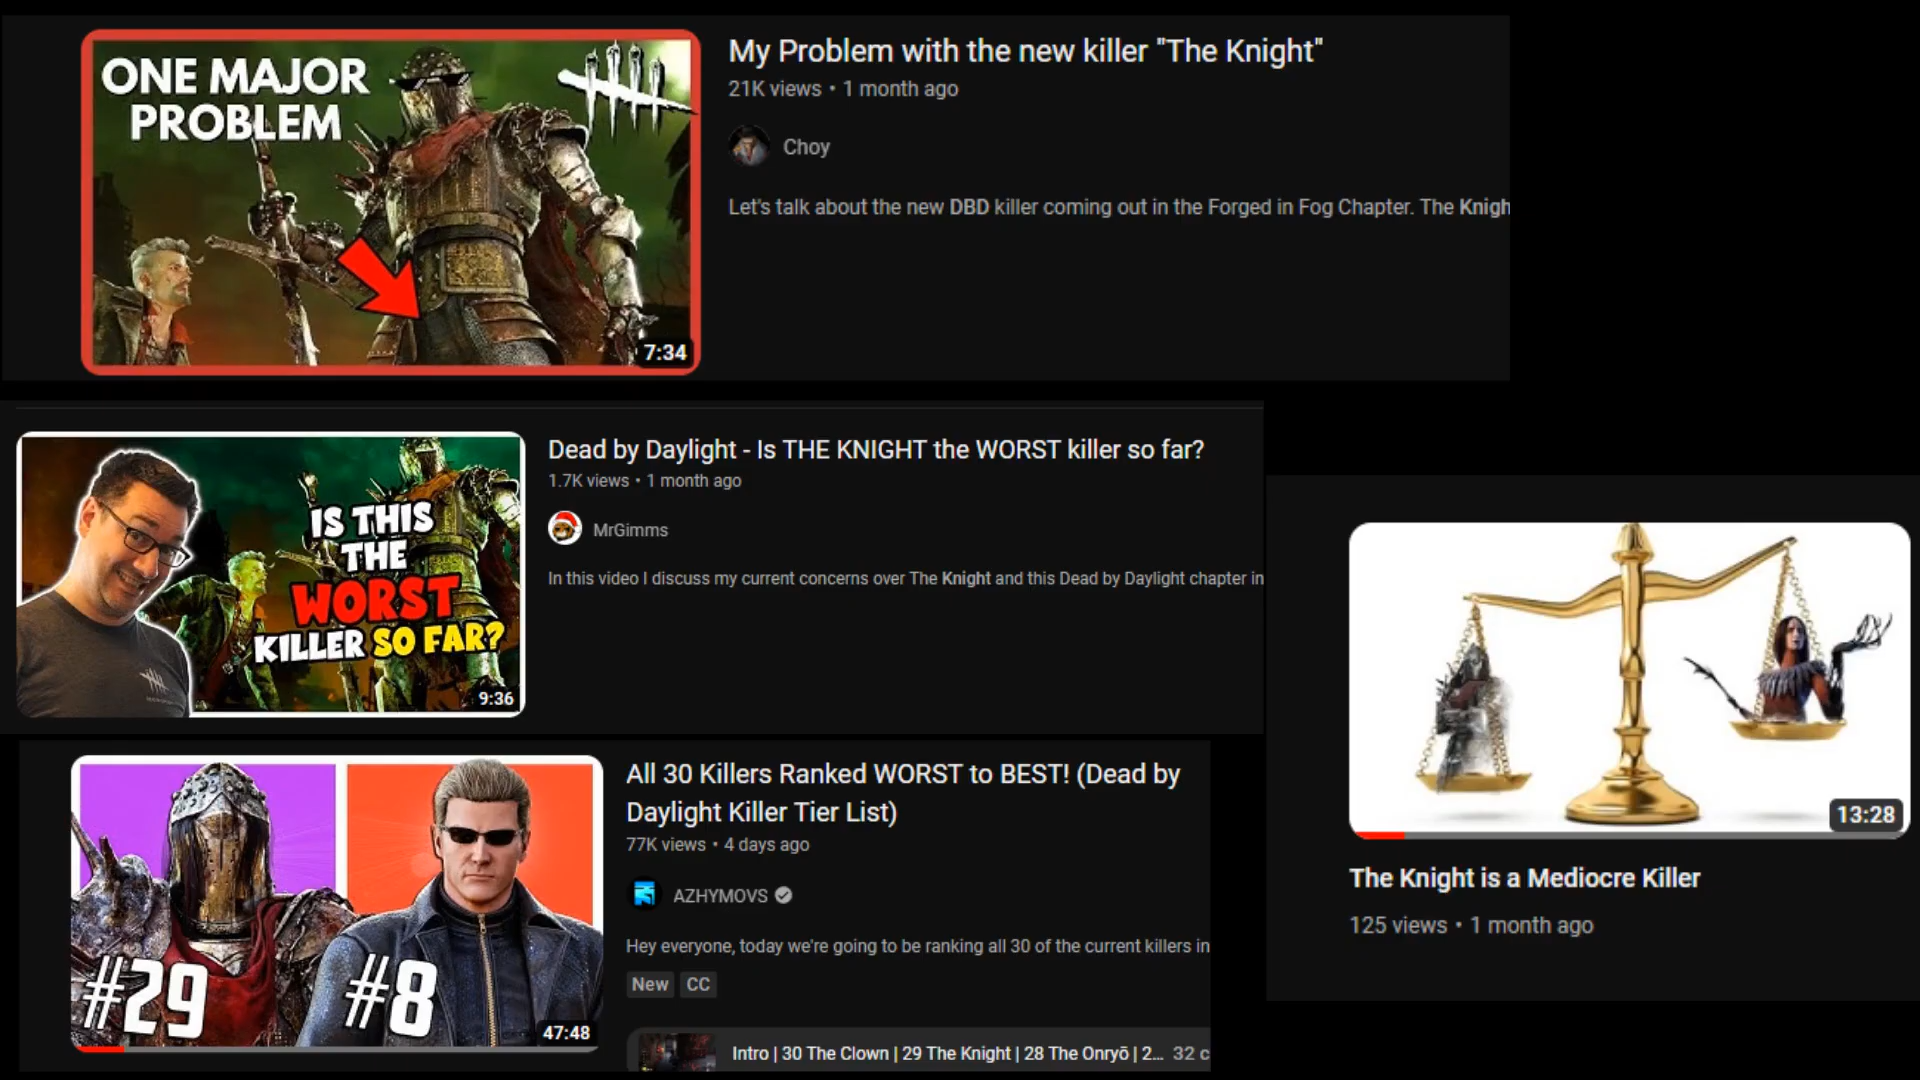 ONE MAJOR
PROBLEM
7:34
My Problem with the new killer "The Knight"
21K views • 1 month ago
Choy
Let's talk about the new DBD killer coming out in the Forged in Fog Chapter. The Knigh
IS THIS
THE
WORST
KILLER SO FAR?
9:36
Dead by Daylight - Is THE KNIGHT the WORST killer so far?
1.7K views • 1 month ago
MrGimms
In this video I discuss my current concerns over The Knight and this Dead by Daylight chapter in
#29
#8
47:48
All 30 Killers Ranked WORST to BEST! (Dead by
Daylight Killer Tier List)
77K views • 4 days ago
AZHYMOVS
Hey everyone, today we're going to be ranking all 30 of the current killers in
New CC
Intro | 30 The Clown | 29 The Knight | 28 The Onryō | 2... 32 c
13:28
The Knight is a Mediocre Killer
125 views • 1 month ago